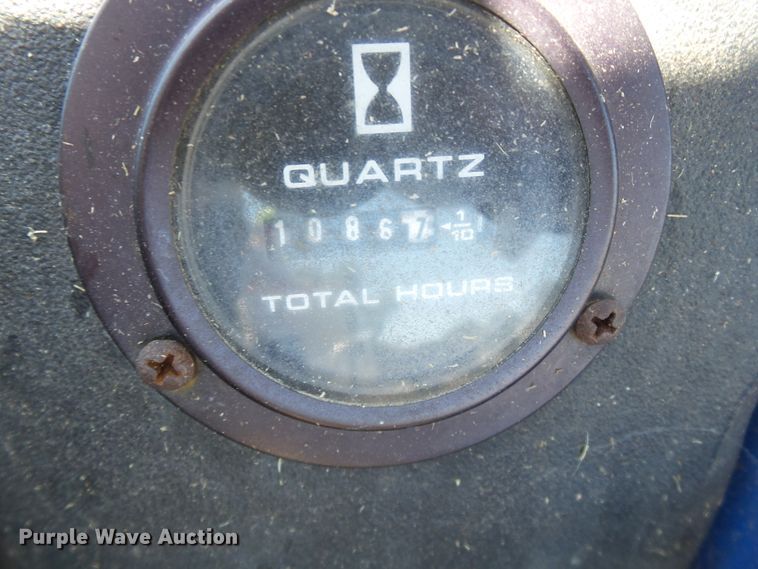 QUARTZ
10867 1/10
TOTAL HOURS
Purple Wave Auction